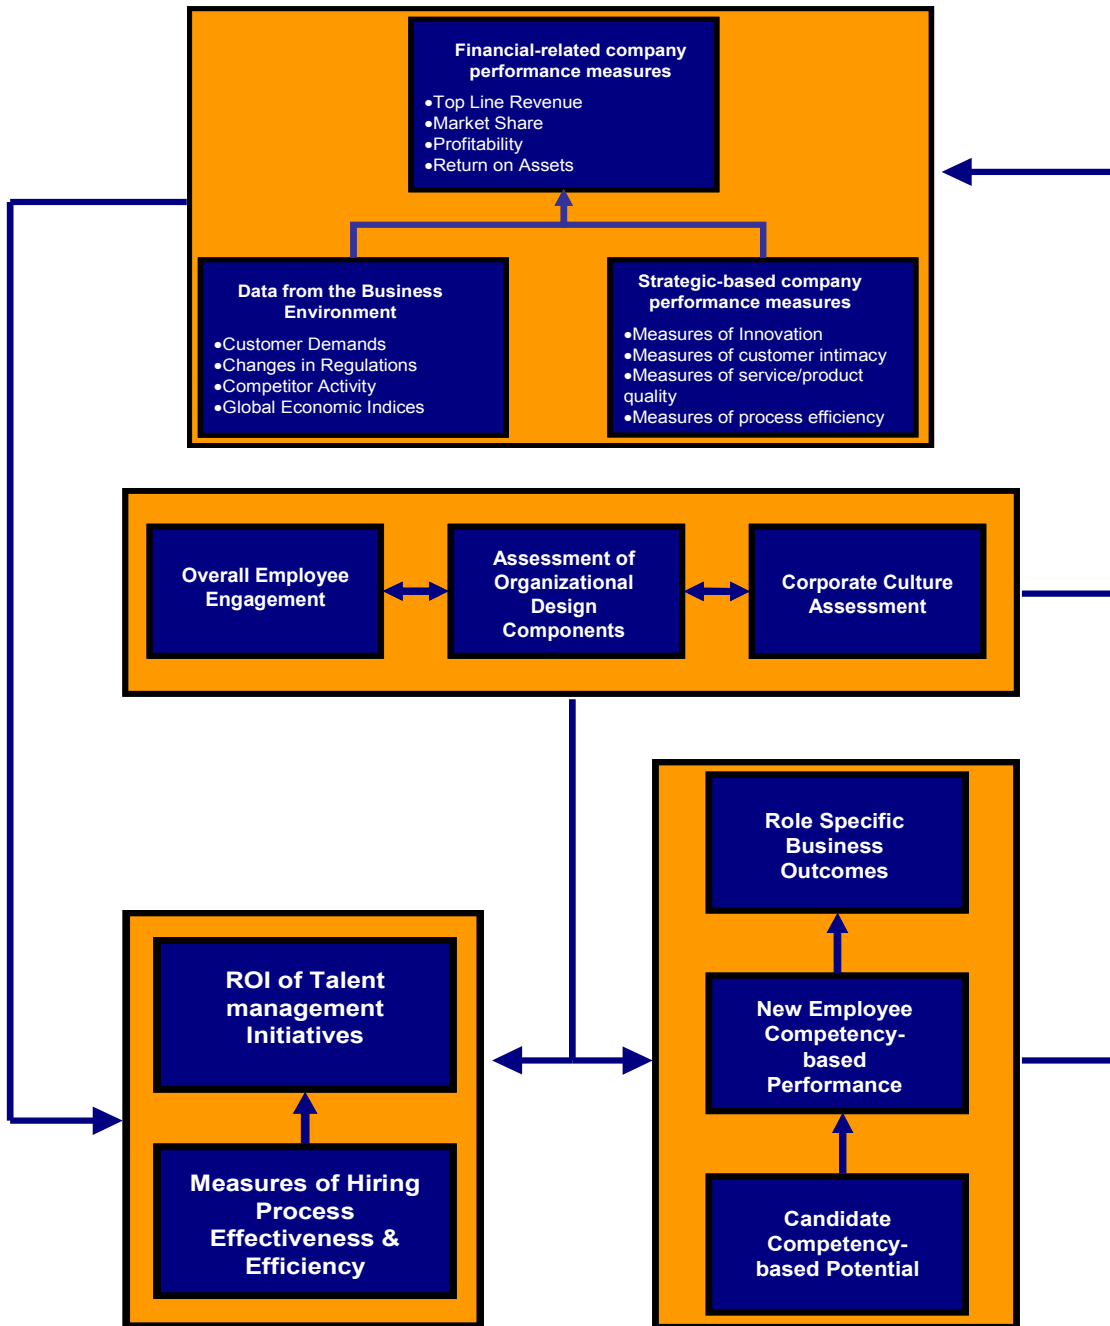 Financial-related company
performance measures
•Top Line Revenue
•Market Share
•Profitability
•Return on Assets
Data from the Business
Environment
•Customer Demands
•Changes in Regulations
•Competitor Activity
•Global Economic Indices
Strategic-based company
performance measures
•Measures of Innovation
•Measures of customer intimacy
•Measures of service/product
quality
•Measures of process efficiency
Overall Employee
Engagement
Assessment of
Organizational
Design
Components
Corporate Culture
Assessment
Role Specific
Business
Outcomes
New Employee
Competency-
based
Performance
Candidate
Competency-
based Potential
ROI of Talent
management
Initiatives
Measures of Hiring
Process
Effectiveness &
Efficiency